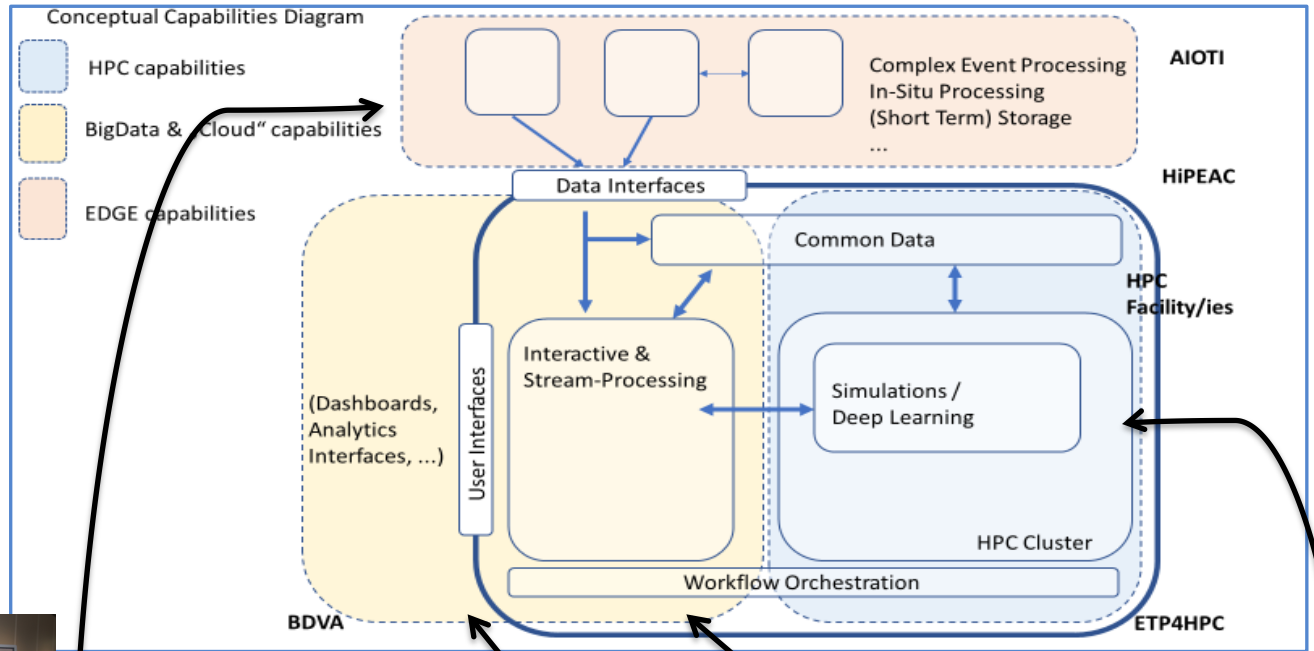 Conceptual Capabilities Diagram
HPC capabilities
BigData & „Cloud“ capabilities
EDGE capabilities
Complex Event Processing
In-Situ Processing
(Short Term) Storage
...
AIOTI
HiPEAC
Data Interfaces
Common Data
HPC
Facility/ies
Interactive &
Stream-Processing
Simulations /
Deep Learning
(Dashboards,
Analytics
Interfaces, ...)
User Interfaces
HPC Cluster
Workflow Orchestration
BDVA
ETP4HPC